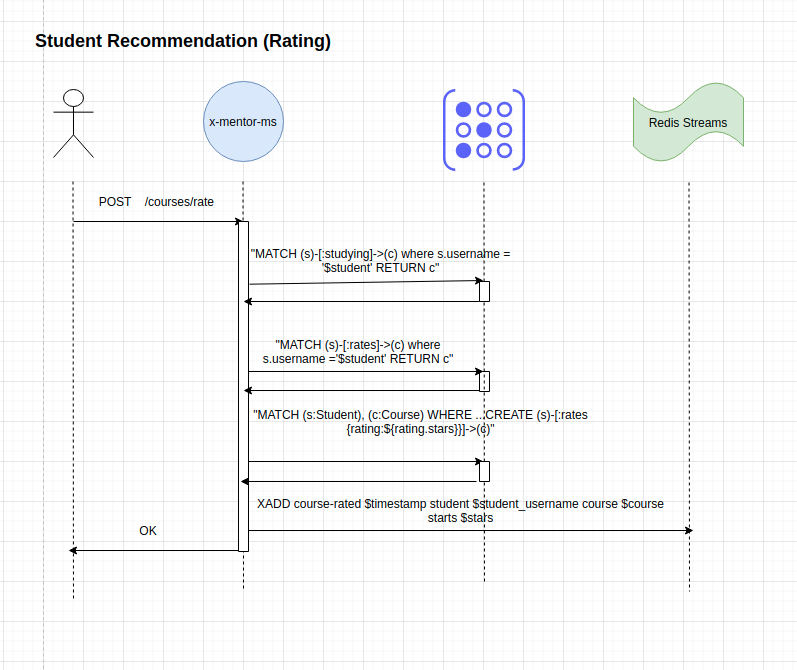 Student Recommendation (Rating)
x-mentor-ms
Redis Streams
POST /courses/rate
"MATCH (s)-[:studying]->(c) where s.username =
'$student' RETURN c"
"MATCH (s)-[:rates]->(c) where
s.username ='$student' RETURN c"
"MATCH (s:Student), (c:Course) WHERE ...CREATE (s)-[:rates
{rating:${rating.stars}}]->(c)"
XADD course-rated $timestamp student $student_username course $course
starts $stars
OK